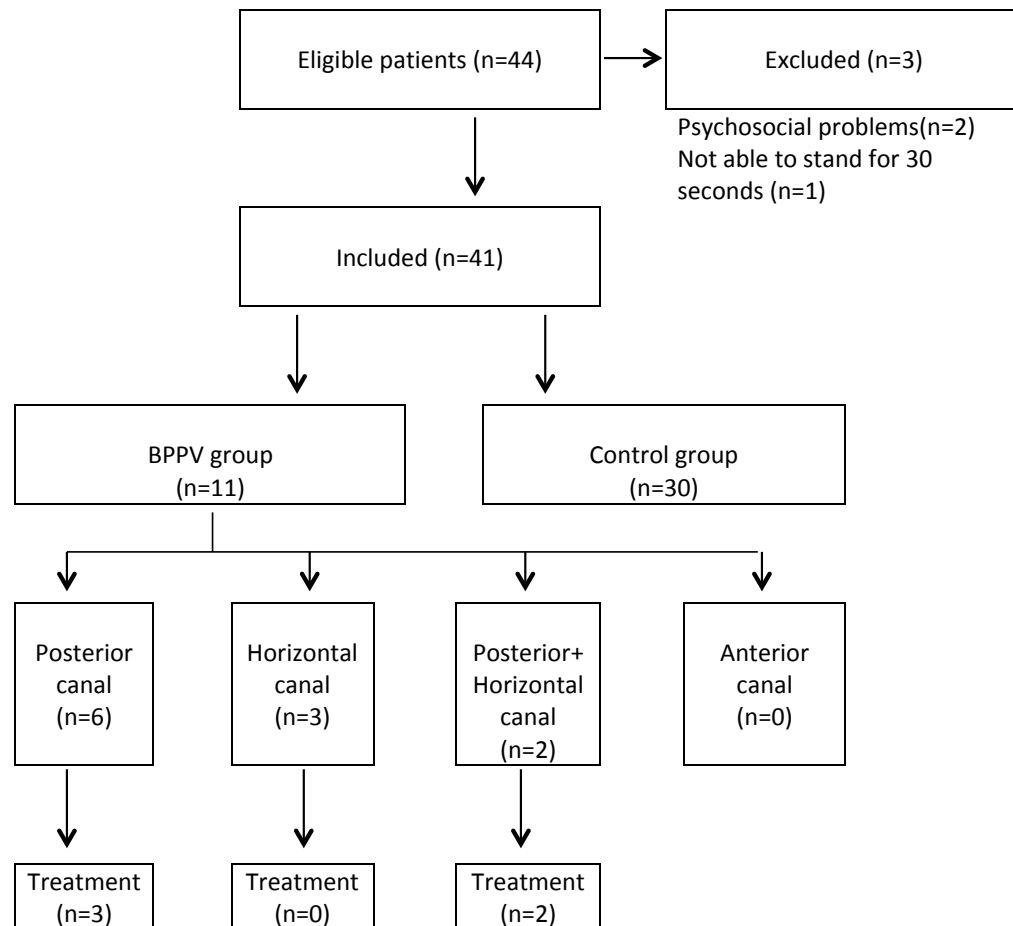 Eligible patients (n=44)
Excluded (n=3)
Psychosocial problems(n=2)
Not able to stand for 30
seconds (n=1)
Included (n=41)
BPPV group
(n=11)
Control group
(n=30)
Posterior
canal
(n=6)
Horizontal
canal
(n=3)
Posterior+
Horizontal
canal
(n=2)
Anterior
canal
(n=0)
Treatment
(n=3)
Treatment
(n=0)
Treatment
(n=2)